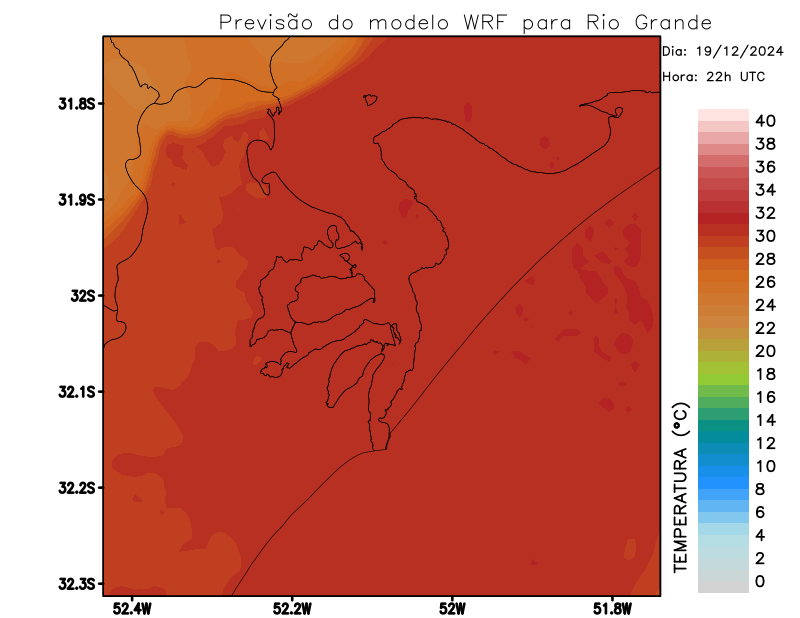 Previsão do modelo WRF para Rio Grande
Dia: 19/12/2024
Hora: 22h UTC
31.8S
31.9S
32S
32.1S
32.2S
32.3S
52.4W
52.2W
52W
51.8W
TEMPERATURA (°C)
40
38
36
34
32
30
28
26
24
22
20
18
16
14
12
10
8
6
4
2
0